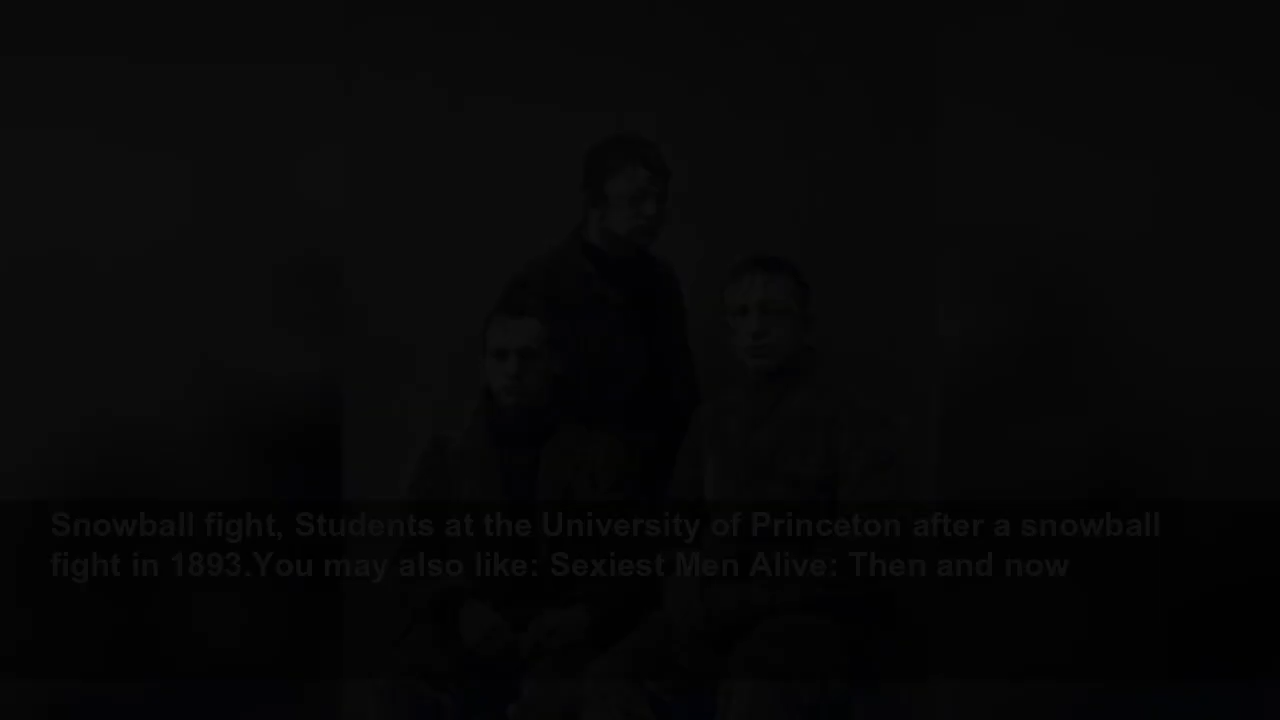 Snowball fight, Students at the University of Princeton after a snowball
fight in 1893.You may also like: Sexiest Men Alive: Then and now